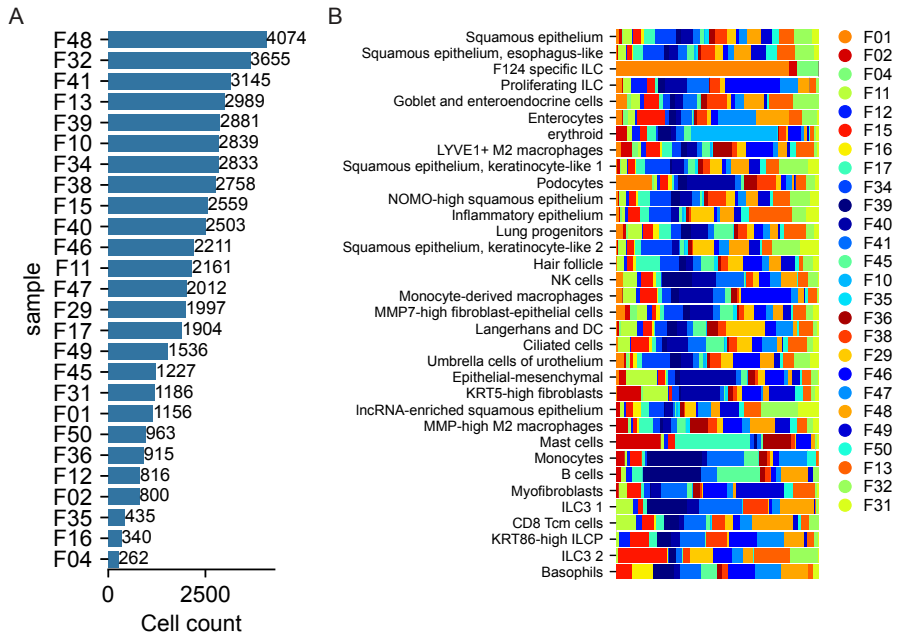 A
F48 4074
F32 3655
F41 3145
F13 2989
F39 2881
F10 2839
F34 2833
F38 2758
F15 2559
F40 2503
F46 2211
F11 2161
F47 2012
F29 1997
F17 1904
F49 1536
F45 1227
F31 1186
F01 1156
F50 963
F36 915
F12 816
F02 800
F35 435
F16 340
F04 262
sample
0 2500
Cell count
B
Squamous epithelium
Squamous epithelium, esophagus-like
F124 specific ILC
Proliferating ILC
Goblet and enteroendocrine cells
Enterocytes
erythroid
LYVE1+ M2 macrophages
Squamous epithelium, keratinocyte-like 1
Podocytes
NOMO-high squamous epithelium
Inflammatory epithelium
Lung progenitors
Squamous epithelium, keratinocyte-like 2
Hair follicle
NK cells
Monocyte-derived macrophages
MMP7-high fibroblast-epithelial cells
Langerhans and DC
Ciliated cells
Umbrella cells of urothelium
Epithelial-mesenchymal
KRT5-high fibroblasts
lncRNA-enriched squamous epithelium
MMP-high M2 macrophages
Mast cells
Monocytes
B cells
Myofibroblasts
ILC3 1
CD8 Tcm cells
KRT86-high ILCP
ILC3 2
Basophils
F01
F02
F04
F11
F12
F15
F16
F17
F34
F39
F40
F41
F45
F10
F35
F36
F38
F29
F46
F47
F48
F49
F50
F13
F32
F31